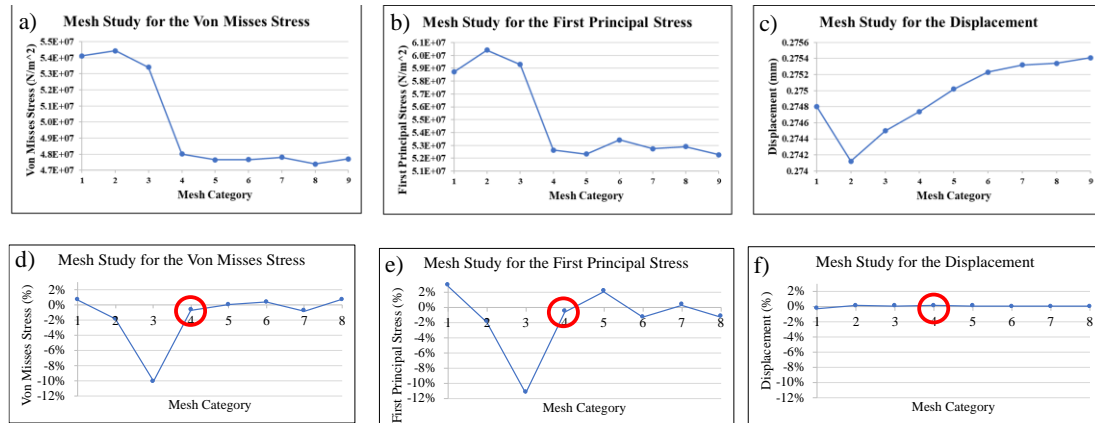 a)
Mesh Study for the Von Misses Stress
Von Misses Stress (N/m^2)
5.5E+07
5.4E+07
5.3E+07
5.2E+07
5.1E+07
5.0E+07
4.9E+07
4.8E+07
4.7E+07
1 2 3 4 5 6 7 8 9
Mesh Category
b)
Mesh Study for the First Principal Stress
First Principal Stress (N/m^2)
6.1E+07
6.0E+07
5.9E+07
5.8E+07
5.7E+07
5.6E+07
5.5E+07
5.4E+07
5.3E+07
5.2E+07
5.1E+07
1 2 3 4 5 6 7 8 9
Mesh Category
c)
Mesh Study for the Displacement
Displacement (mm)
0.2756
0.2754
0.2752
0.275
0.2748
0.2746
0.2744
0.2742
0.274
1 2 3 4 5 6 7 8 9
Mesh Category
d)
Mesh Study for the Von Misses Stress
Von Misses Stress (%)
2%
0%
-2%
-4%
-6%
-8%
-10%
-12%
1 2 3 4 5 6 7 8
Mesh Category
e)
Mesh Study for the First Principal Stress
First Principal Stress (%)
2%
0%
-2%
-4%
-6%
-8%
-10%
-12%
1 2 3 4 5 6 7 8
Mesh Category
f)
Mesh Study for the Displacement
Displacement (%)
2%
0%
-2%
-4%
-6%
-8%
-10%
-12%
1 2 3 4 5 6 7 8
Mesh Category